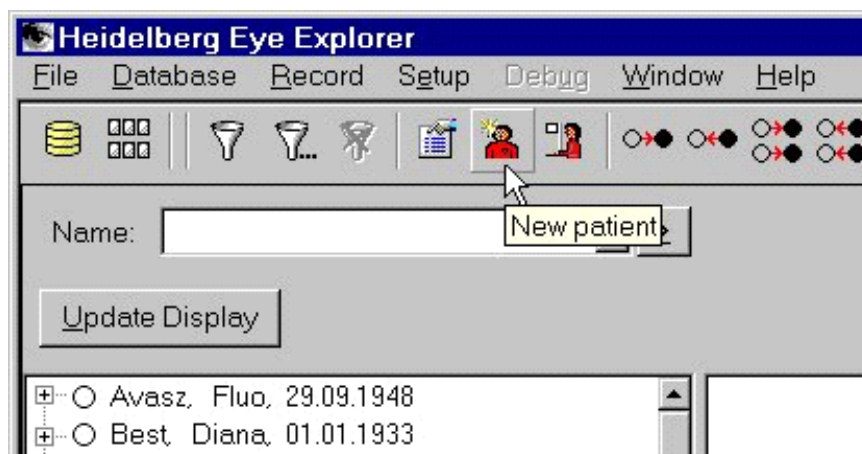 Heidelberg Eye Explorer
File Database Record Setup Debug Window Help
Name:
New patient
Update Display
Avasz, Fluo, 29.09.1948
Best, Diana, 01.01.1933